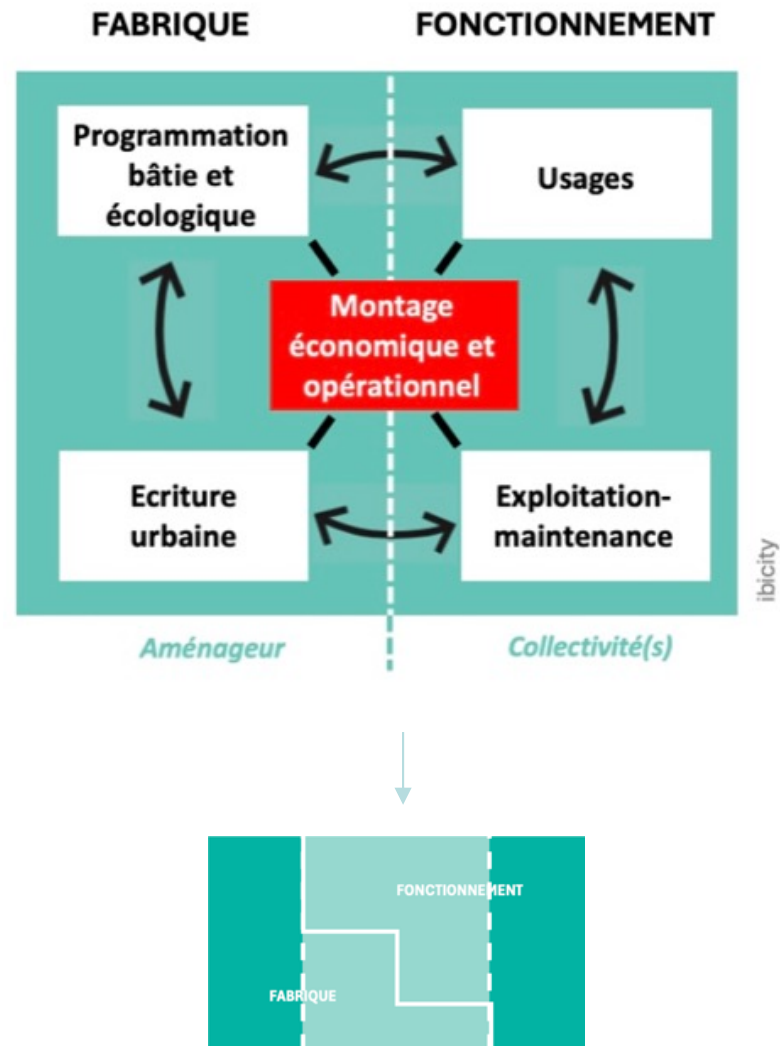 FABRIQUE
FONCTIONNEMENT
Programmation
bâtie et
écologique
Usages
Montage
économique et
opérationnel
Ecriture
urbaine
Exploitation-
maintenance
ibicity
Aménageur
Collectivité(s)
FONCTIONNEMENT
FABRIQUE